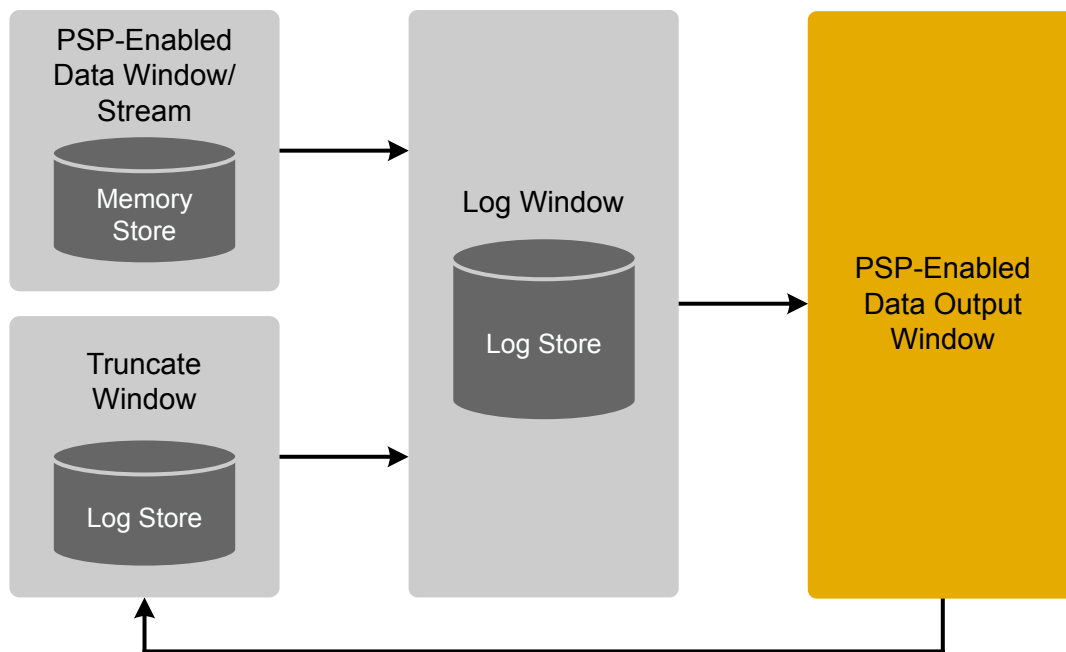 PSP-Enabled
Data Window/
Stream
Memory
Store
Truncate
Window
Log Store
Log Window
Log Store
PSP-Enabled
Data Output
Window